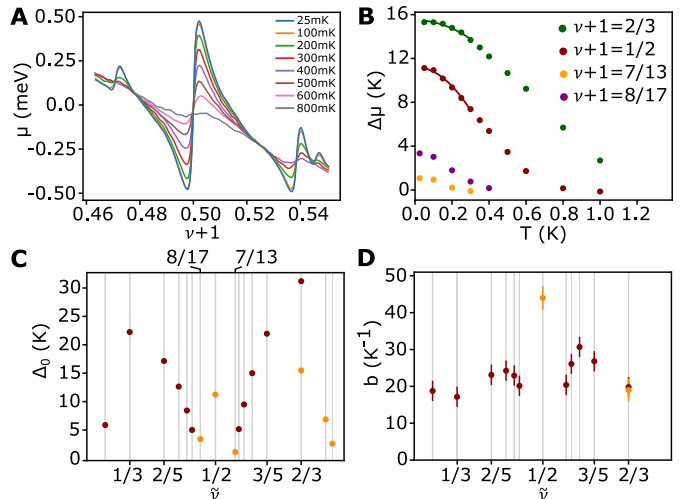 A
μ (meV)
0.50
0.25
0.0
-0.25
-0.50
0.46
0.48
0.50
0.52
0.54
ν+1
25mK
100mK
200mK
300mK
400mK
500mK
600mK
800mK
B
Δμ (K)
16
12
8
4
0
0.0
0.2
0.4
0.6
0.8
1.0
1.2
T (K)
ν+1=2/3
ν+1=1/2
ν+1=7/13
ν+1=8/17
C
8/17
7/13
Δ₀ (K)
30
25
20
15
10
5
0
1/3
2/5
1/2
3/5
2/3
ν̃
D
b (K⁻¹)
50
40
30
20
10
0
1/3
2/5
1/2
3/5
2/3
ν̃